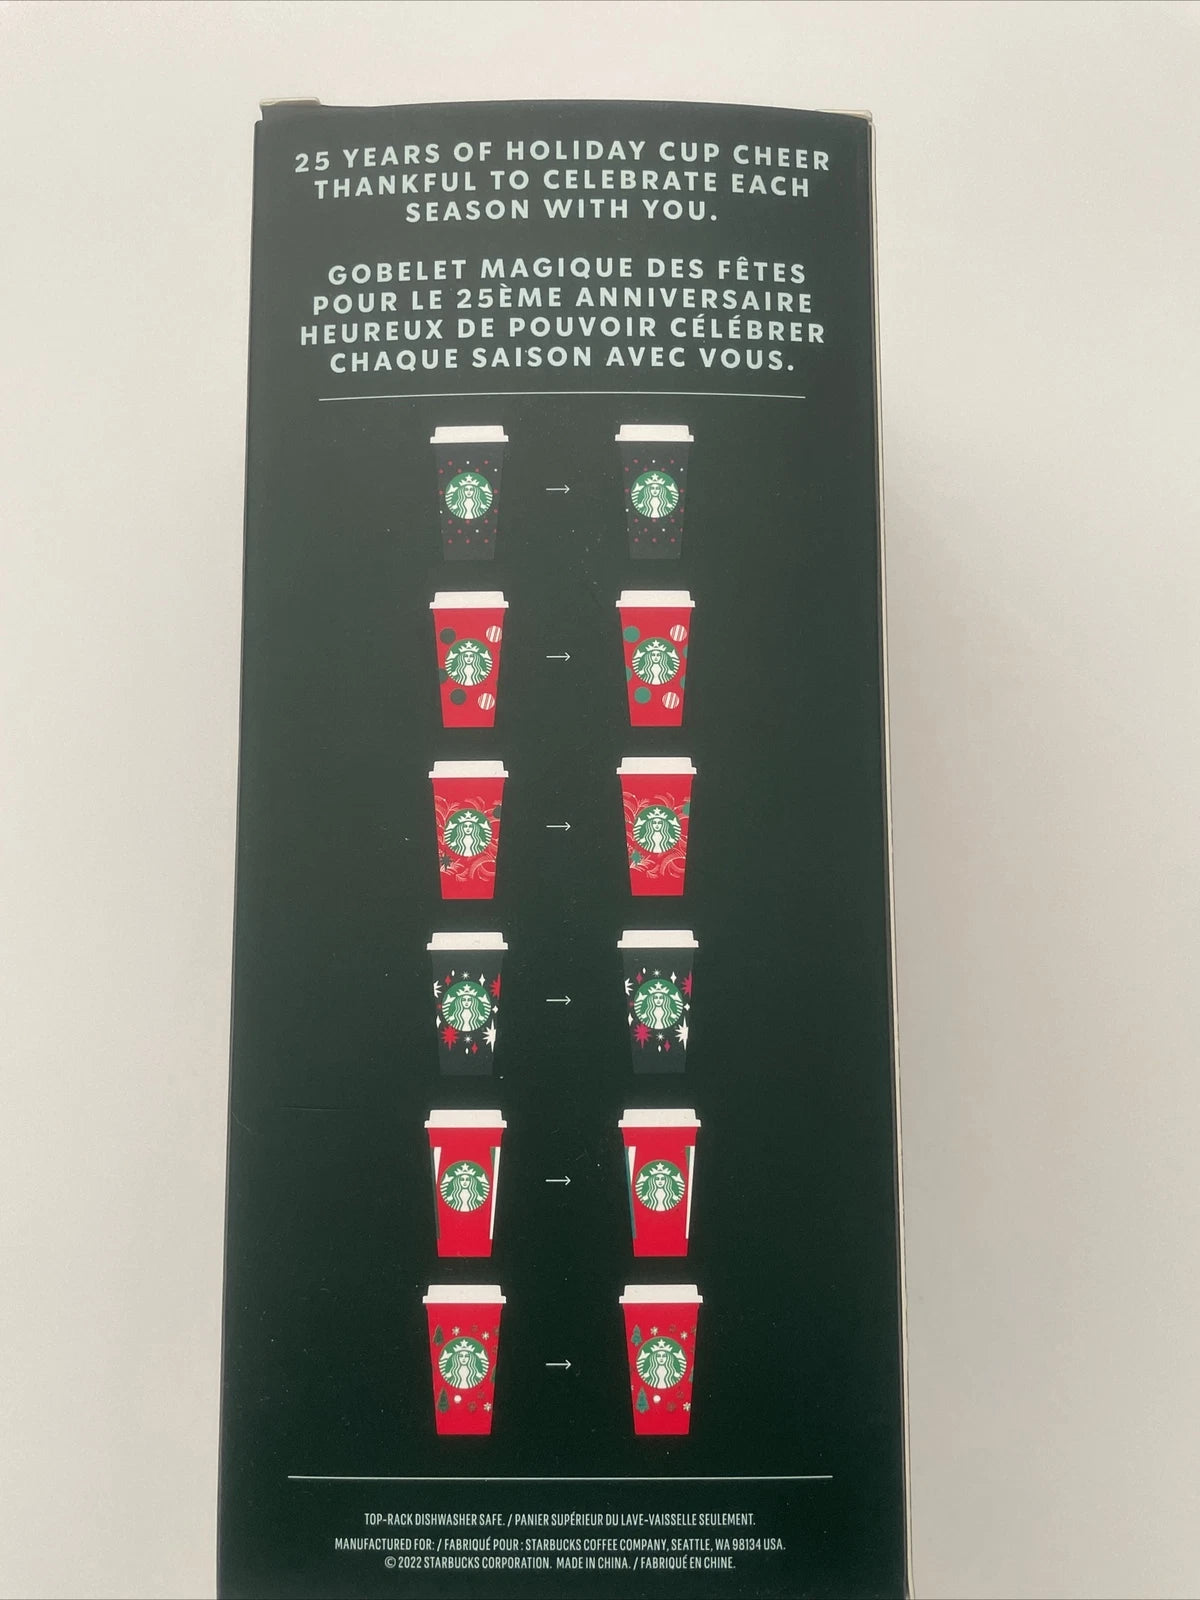 25 YEARS OF HOLIDAY CUP CHEER
THANKFUL TO CELEBRATE EACH
SEASON WITH YOU.
GOBELET MAGIQUE DES FÊTES
POUR LE 25ÈME ANNIVERSAIRE
HEUREUX DE POUVOIR CÉLÉBRER
CHAQUE SAISON AVEC VOUS.
TOP-RACK DISHWASHER SAFE. / PANIER SUPÉRIEUR DU LAVE-VAISSELLE SEULEMENT.
MANUFACTURED FOR: / FABRIQUÉ POUR : STARBUCKS COFFEE COMPANY, SEATTLE, WA 98134 USA.
© 2022 STARBUCKS CORPORATION. MADE IN CHINA. / FABRIQUÉ EN CHINE.